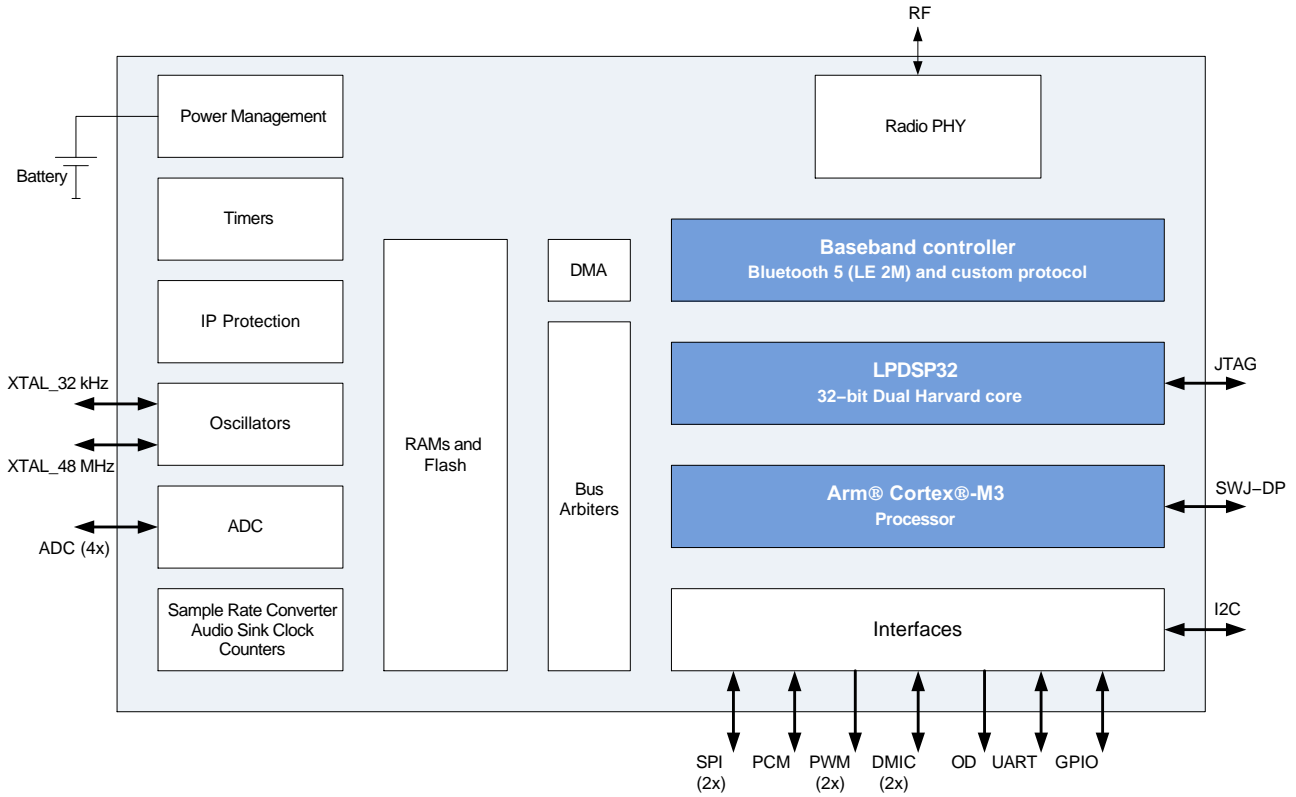 RF
Power Management
Radio PHY
Battery
Timers
Baseband controller
Bluetooth 5 (LE 2M) and custom protocol
DMA
IP Protection
LPDSP32
32−bit Dual Harvard core
JTAG
XTAL_32 kHz
Oscillators
XTAL_48 MHz
RAMs and
Flash
Bus
Arbiters
Arm® Cortex®-M3
Processor
SWJ−DP
ADC
ADC (4x)
Sample Rate Converter
Audio Sink Clock
Counters
Interfaces
I2C
SPI
(2x)
PCM
PWM
(2x)
DMIC
(2x)
OD
UART
GPIO